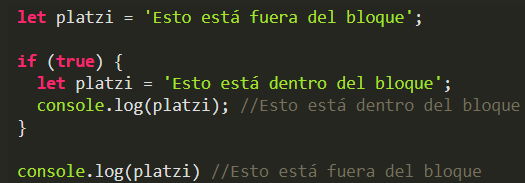 let platzi = 'Esto está fuera del bloque';
if (true) {
let platzi = 'Esto está dentro del bloque';
console.log(platzi); //Esto está dentro del bloque
}
console.log(platzi) //Esto está fuera del bloque